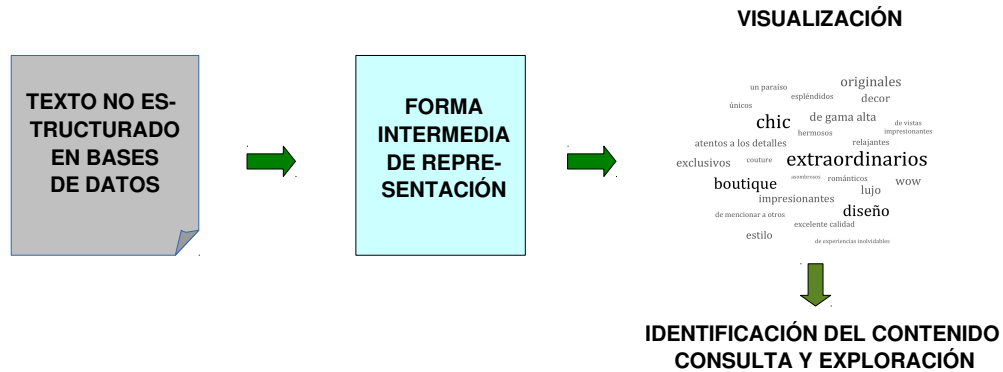 VISUALIZACIÓN
TEXTO NO ES-
TRUCTURADO
EN BASES
DE DATOS
FORMA
INTERMEDIA
DE REPRE-
SENTACIÓN
un paraíso
originales
espléndidos
decor
únicos
chic
de gama alta
de vistas
impresionantes
hermosos
atentos a los detalles
relajantes
exclusivos
couture
extraordinarios
boutique
asombrosos
románticos
wow
lujo
impresionantes
de mencionar a otros
diseño
excelente calidad
estilo
de experiencias inolvidables
IDENTIFICACIÓN DEL CONTENIDO
CONSULTA Y EXPLORACIÓN